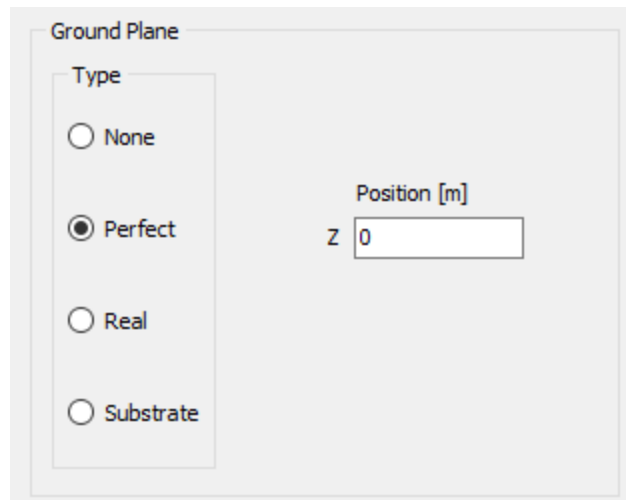 Ground Plane
Type
None
Position [m]
Perfect
Z 0
Real
Substrate